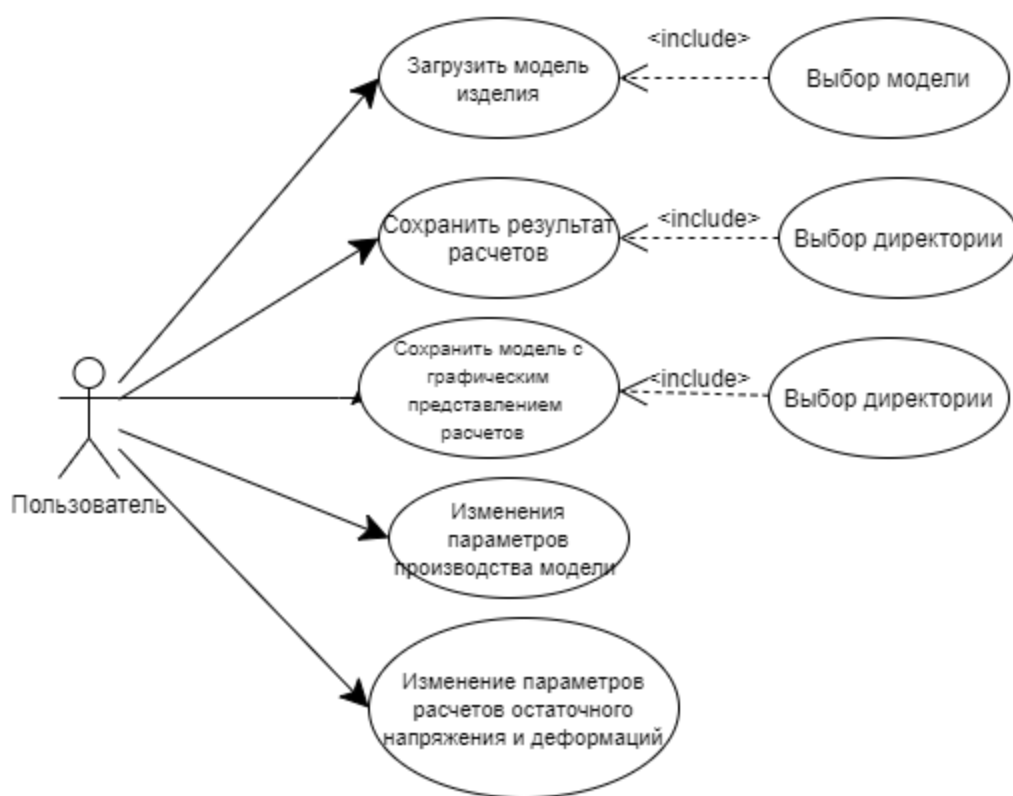 Загрузить модель
изделия
<include>
Выбор модели
Сохранить результат
расчетов
<include>
Выбор директории
Сохранить модель с
графическим
представлением
расчетов
<include>
Выбор директории
Пользователь
Изменения
параметров
производства модели
Изменение параметров
расчетов остаточного
напряжения и деформаций